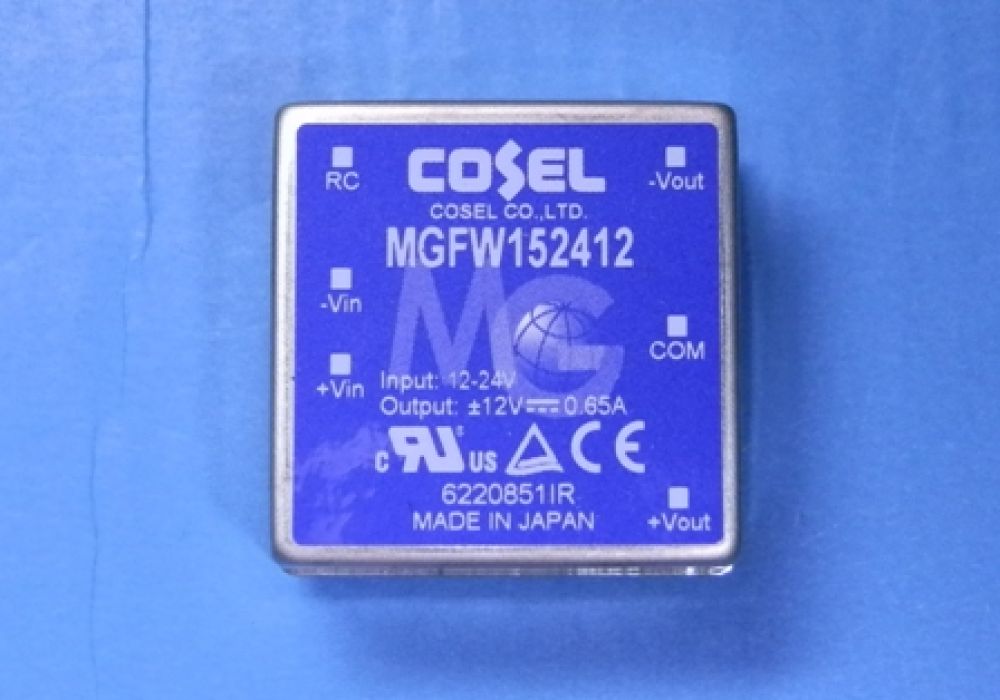 COSEL
RC
-Vout
COSEL CO.,LTD.
MGFW152412
MG
-Vin
COM
+Vin
Input: 12-24V
Output: ±12V⎓0.65A
c RU US CE
6220851IR
+Vout
MADE IN JAPAN